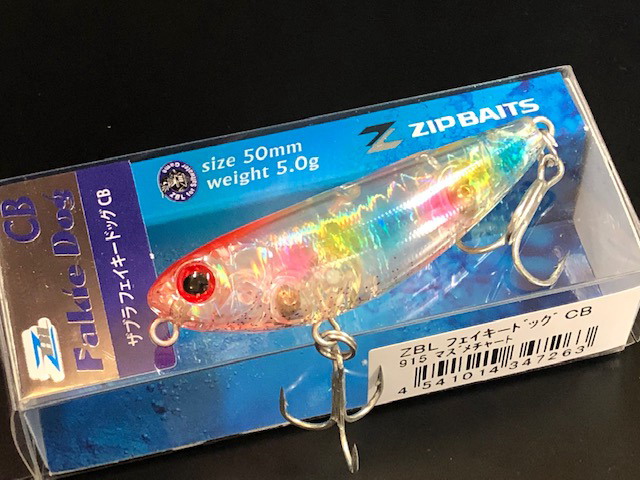 ZIPBAITS
size 50mm
weight 5.0g
CB
Fakie Dog
ザブラフェイキードッグCB
ZBL
ZBL フェイキードッグ CB
915 マズメチャート
4 541014 347263